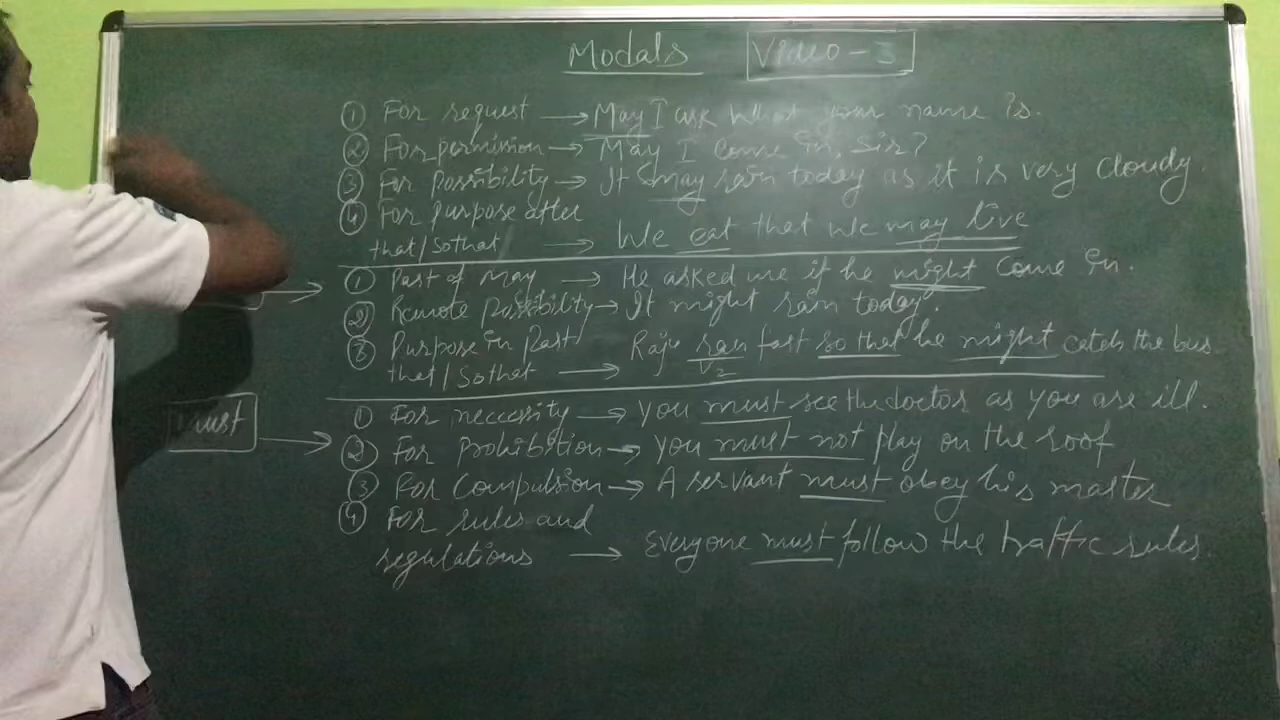 Modals Video - 3
① For request → May I ask what your name is.
② For permission → May I come in, Sir?
③ For possibility → It may rain today as it is very cloudy.
④ For purpose after
that/so that → We eat that we may live
① Past of may → He asked me if he might come in.
② Remote possibility → It might rain today.
③ Purpose in past
that/so that → Raju ran fast so that he might catch the bus
V2
must → ① For necessity → You must see the doctor as you are ill.
② For prohibition → You must not play on the roof
③ For compulsion → A servant must obey his master
④ For rules and
regulations → Everyone must follow the traffic rules.